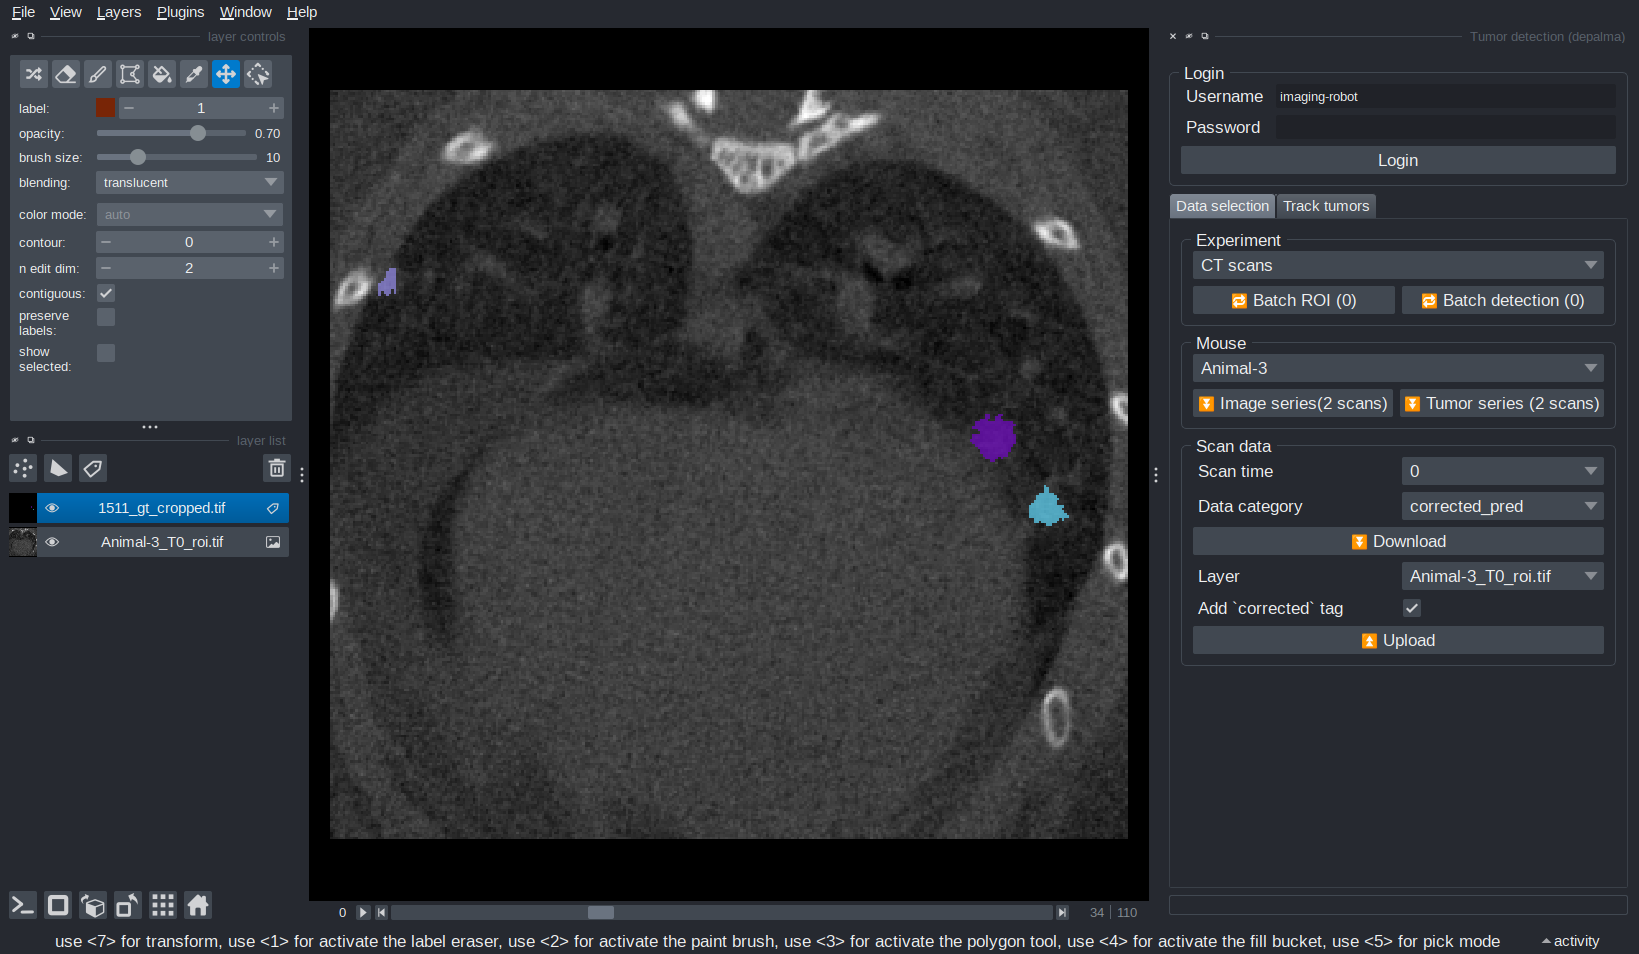 File View Layers Plugins Window Help
layer controls
label: 1
opacity: 0.70
brush size: 10
blending: translucent
color mode: auto
contour: 0
n edit dim: 2
contiguous:
preserve
labels:
show
selected:
layer list
1511_gt_cropped.tif
Animal-3_T0_roi.tif
0 34 110
Tumor detection (depalma)
Login
Username imaging-robot
Password
Login
Data selection Track tumors
Experiment
CT scans
Batch ROI (0) Batch detection (0)
Mouse
Animal-3
Image series(2 scans) Tumor series (2 scans)
Scan data
Scan time 0
Data category corrected_pred
Download
Layer Animal-3_T0_roi.tif
Add `corrected` tag
Upload
use <7> for transform, use <1> for activate the label eraser, use <2> for activate the paint brush, use <3> for activate the polygon tool, use <4> for activate the fill bucket, use <5> for pick mode
activity